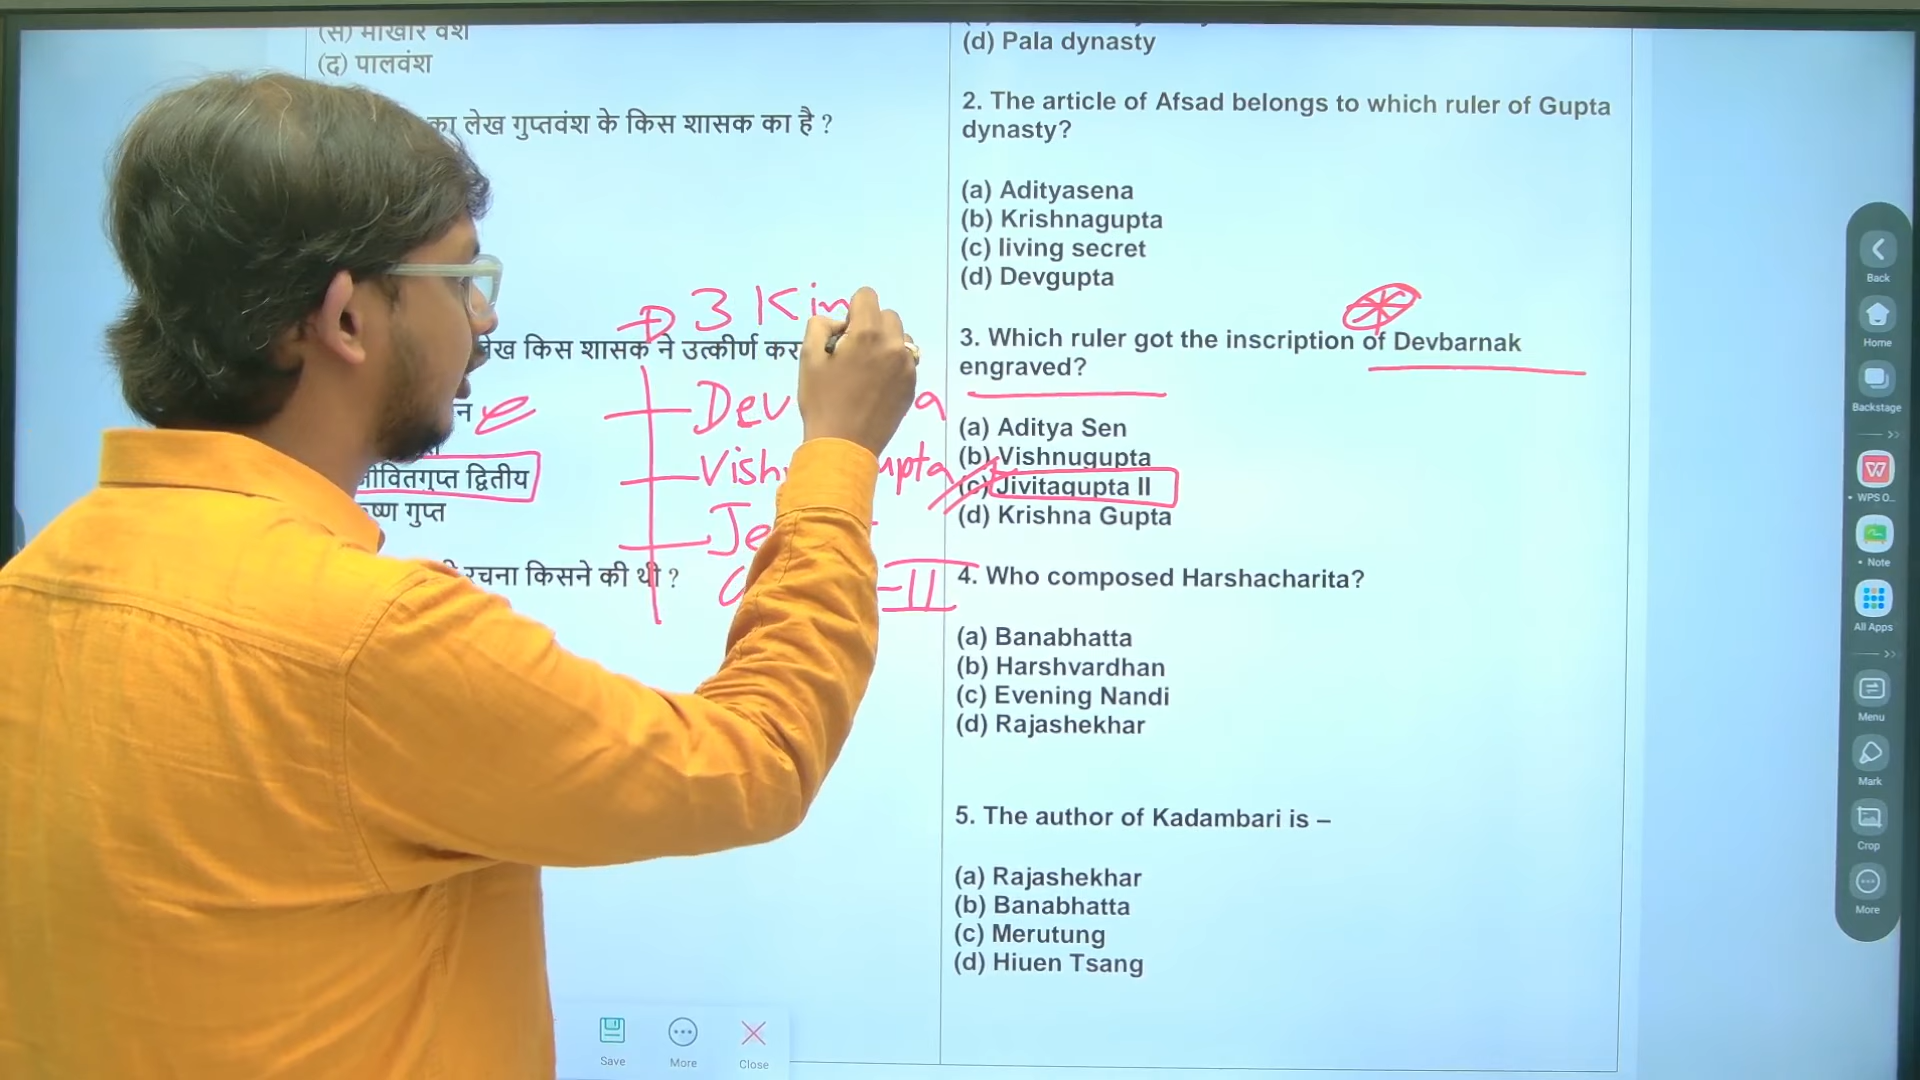 (स) मौखरि वंश
(द) पालवंश
का लेख गुप्तवंश के किस शासक का है ?
लेख किस शासक ने उत्कीर्ण कर
न
जीवितगुप्त द्वितीय
कृष्ण गुप्त
रचना किसने की थी ?
3 Kin
Dev
Vishnugupta
Je
-II
(d) Pala dynasty
2. The article of Afsad belongs to which ruler of Gupta
dynasty?
(a) Adityasena
(b) Krishnagupta
(c) living secret
(d) Devgupta
3. Which ruler got the inscription of Devbarnak
engraved?
(a) Aditya Sen
(b) Vishnugupta
(c) Jivitagupta II
(d) Krishna Gupta
4. Who composed Harshacharita?
(a) Banabhatta
(b) Harshvardhan
(c) Evening Nandi
(d) Rajashekhar
5. The author of Kadambari is –
(a) Rajashekhar
(b) Banabhatta
(c) Merutung
(d) Hiuen Tsang
Back
Home
Backstage
WPS O...
Note
All Apps
Menu
Mark
Crop
More
Save
More
Close